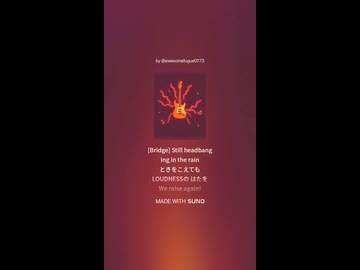 by @awesomefugue0773
[Bridge] Still headbang
ing in the rain
ときをこえても
LOUDNESSの はたを
We raise again!
MADE WITH SUNO